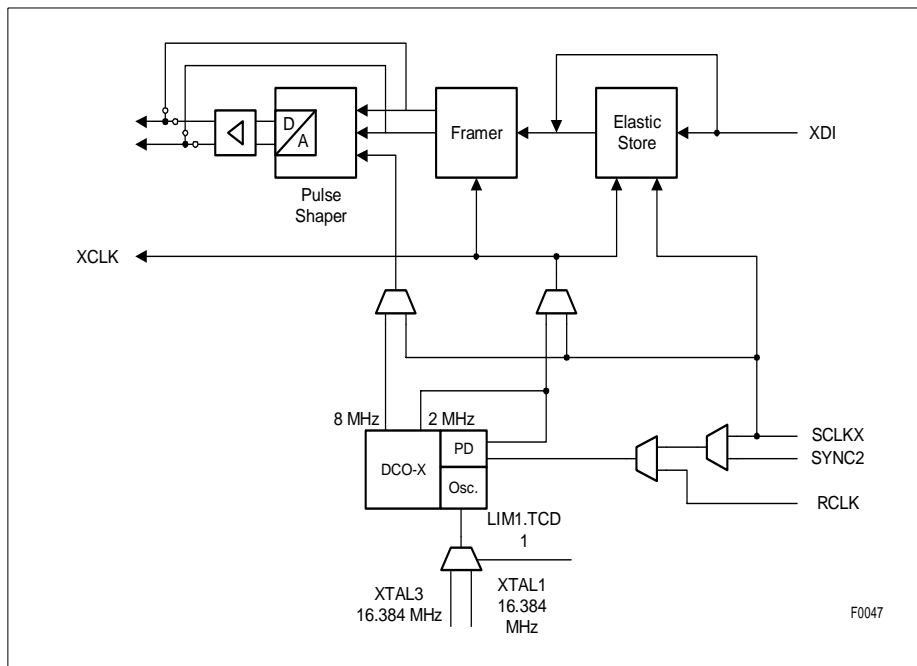 D
A
Pulse
Shaper
Framer
Elastic
Store
XDI
XCLK
8 MHz
2 MHz
DCO-X
PD
Osc.
SCLKX
SYNC2
RCLK
LIM1.TCD
1
XTAL3
16.384 MHz
XTAL1
16.384
MHz
F0047